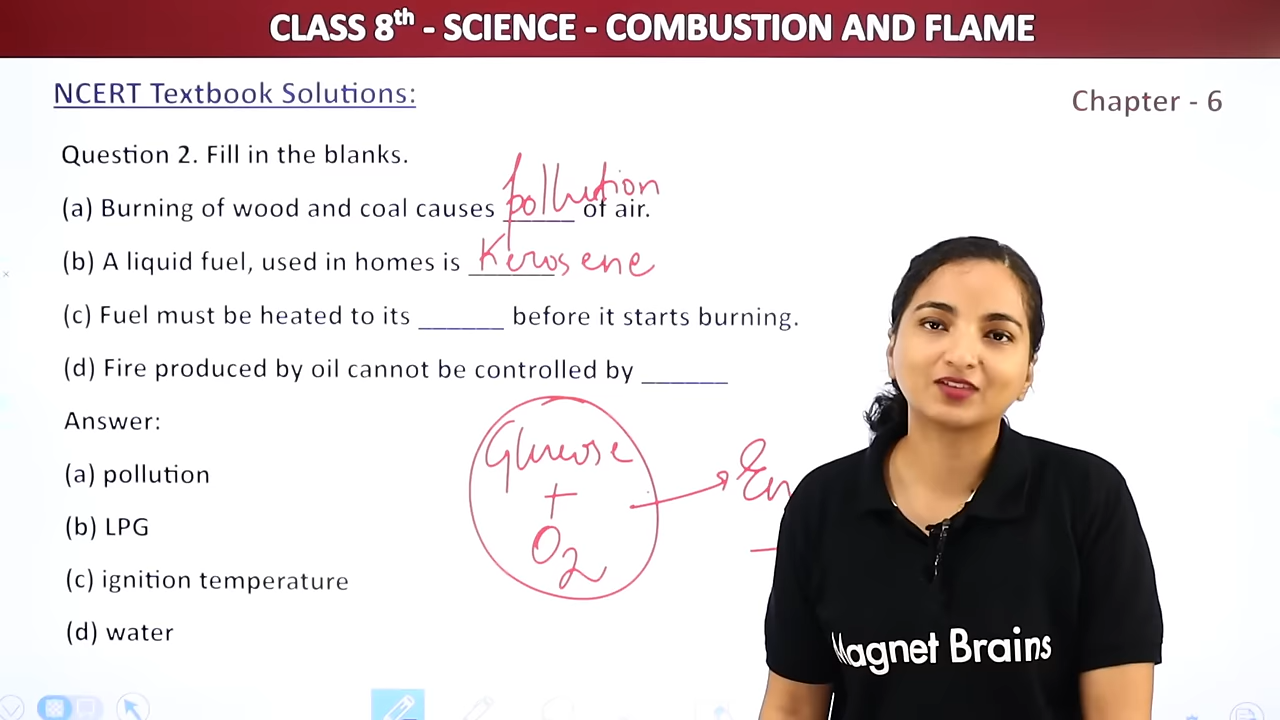 CLASS 8th - SCIENCE - COMBUSTION AND FLAME
NCERT Textbook Solutions:
Chapter - 6
Question 2. Fill in the blanks.
(a) Burning of wood and coal causes pollution of air.
(b) A liquid fuel, used in homes is Kerosene
(c) Fuel must be heated to its ______ before it starts burning.
(d) Fire produced by oil cannot be controlled by ______
Answer:
(a) pollution
(b) LPG
(c) ignition temperature
(d) water
Glucose
+
O2
En
Magnet Brains